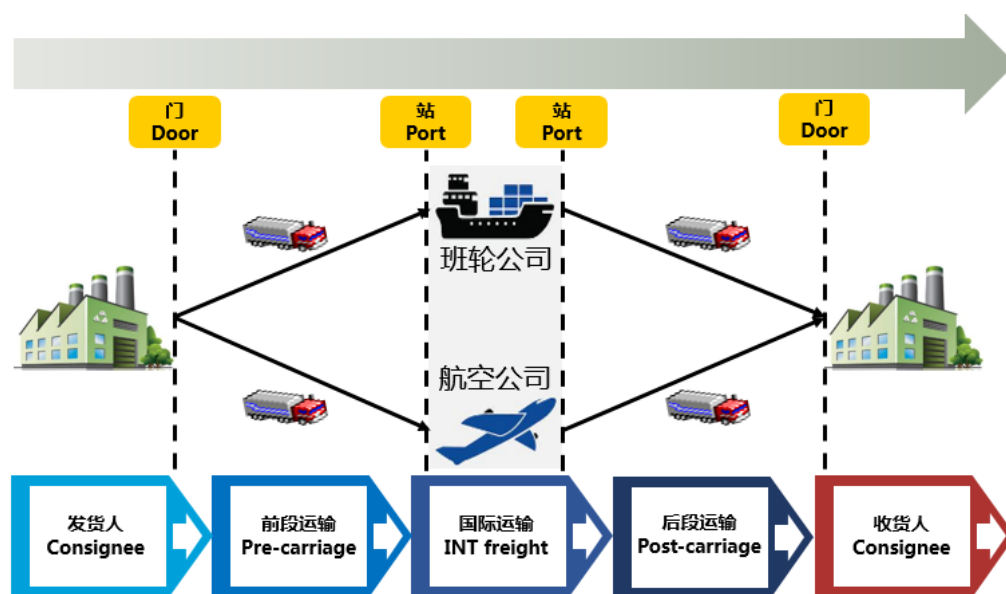 门
Door
站
Port
站
Port
门
Door
班轮公司
航空公司
发货人
Consignee
前段运输
Pre-carriage
国际运输
INT freight
后段运输
Post-carriage
收货人
Consignee